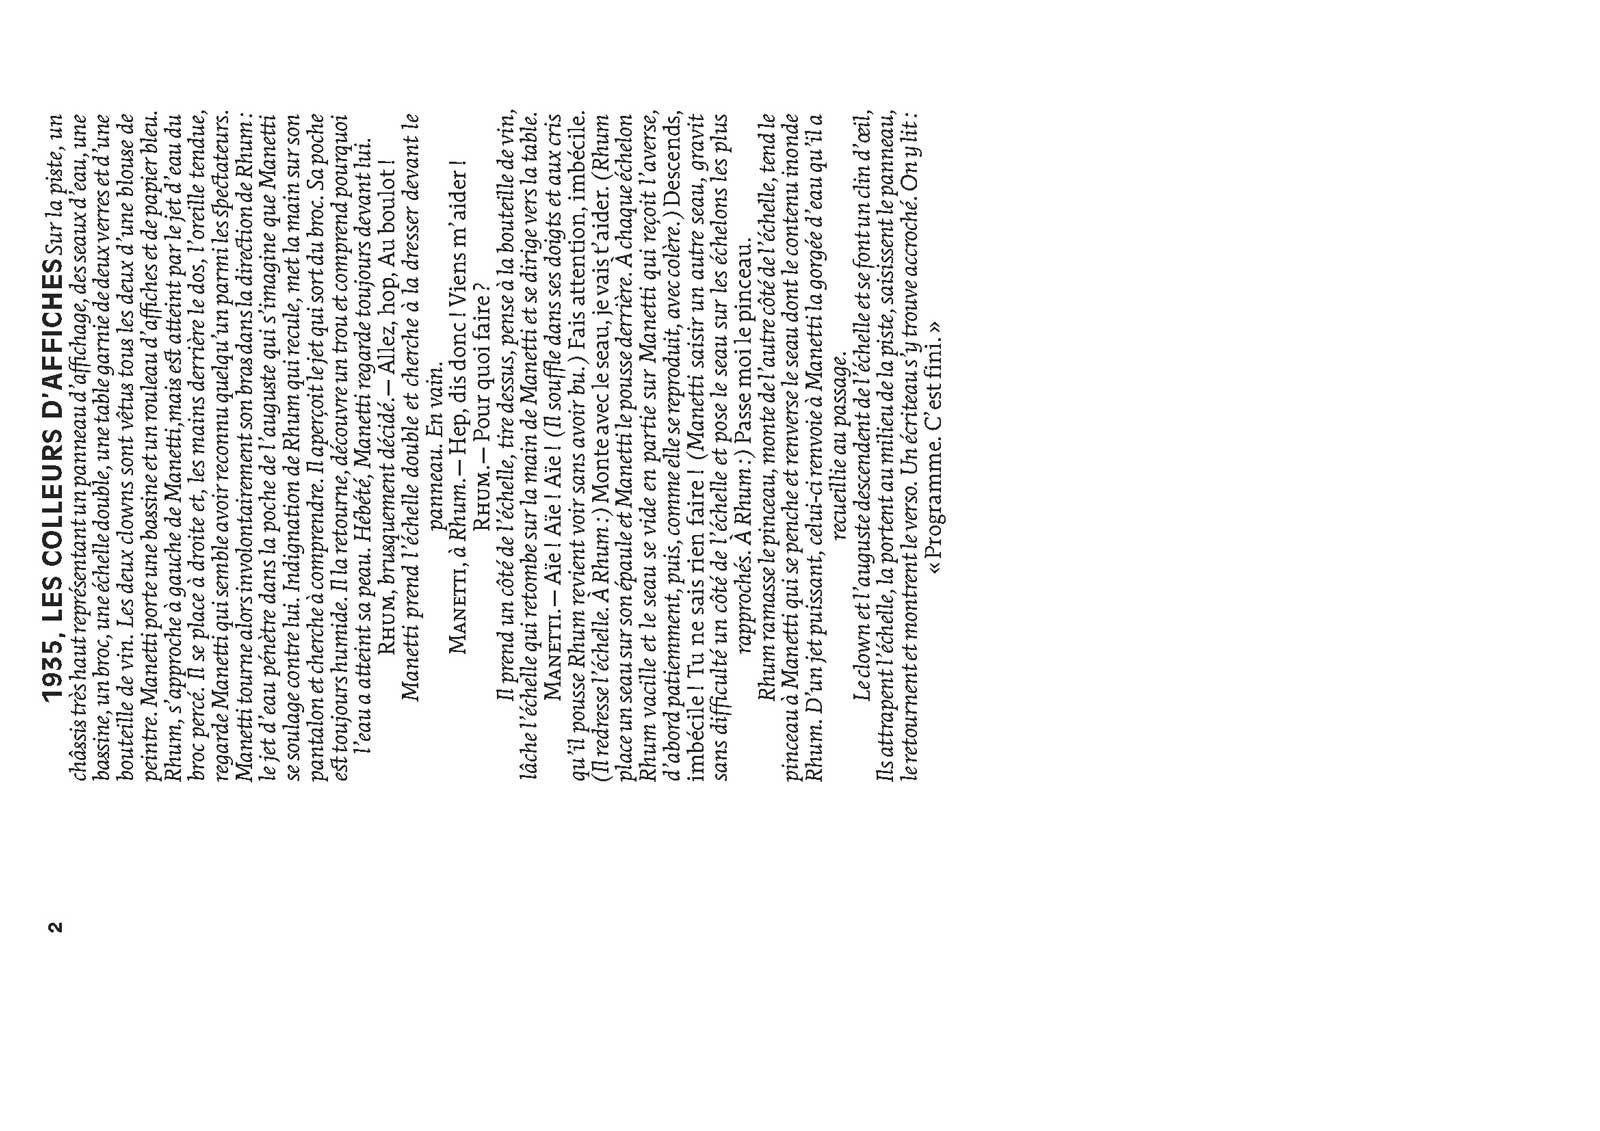 1935, LES COLLEURS D'AFFICHES Sur la piste, un
châssis très haut représentant un panneau d'affichage, des seaux d'eau, une
bassine, un broc, une échelle double, une table garnie de deux verres et d'une
bouteille de vin. Les deux clowns sont vêtus tous les deux d'une blouse de
peintre. Manetti porte une bassine et un rouleau d'affiches et de papier bleu.
Rhum, s'approche à gauche de Manetti, mais est atteint par le jet d'eau du
broc percé. Il se place à droite et, les mains derrière le dos, l'oreille tendue,
regarde Manetti qui semble avoir reconnu quelqu'un parmi les spectateurs.
Manetti tourne alors involontairement son bras dans la direction de Rhum :
le jet d'eau pénètre dans la poche de l'auguste qui s'imagine que Manetti
se soulage contre lui. Indignation de Rhum qui recule, met la main sur son
pantalon et cherche à comprendre. Il aperçoit le jet qui sort du broc. Sa poche
est toujours humide. Il la retourne, découvre un trou et comprend pourquoi
l'eau a atteint sa peau. Hébété, Manetti regarde toujours devant lui.
RHUM, brusquement décidé. — Allez, hop, Au boulot !
Manetti prend l'échelle double et cherche à la dresser devant le
panneau. En vain.
MANETTI, à Rhum. — Hep, dis donc ! Viens m'aider !
RHUM. — Pour quoi faire ?
Il prend un côté de l'échelle, tire dessus, pense à la bouteille de vin,
lâche l'échelle qui retombe sur la main de Manetti et se dirige vers la table.
MANETTI. — Aïe ! Aïe ! Aïe ! (Il souffle dans ses doigts et aux cris
qu'il pousse Rhum revient voir sans avoir bu.) Fais attention, imbécile.
(Il redresse l'échelle. À Rhum :) Monte avec le seau, je vais t'aider. (Rhum
place un seau sur son épaule et Manetti le pousse derrière. À chaque échelon
Rhum vacille et le seau se vide en partie sur Manetti qui reçoit l'averse,
d'abord patiemment, puis, comme elle se reproduit, avec colère.) Descends,
imbécile ! Tu ne sais rien faire ! (Manetti saisir un autre seau, gravit
sans difficulté un côté de l'échelle et pose le seau sur les échelons les plus
rapprochés. À Rhum :) Passe moi le pinceau.
Rhum ramasse le pinceau, monte de l'autre côté de l'échelle, tend le
pinceau à Manetti qui se penche et renverse le seau dont le contenu inonde
Rhum. D'un jet puissant, celui-ci renvoie à Manetti la gorgée d'eau qu'il a
recueillie au passage.
Le clown et l'auguste descendent de l'échelle et se font un clin d'œil,
Ils attrapent l'échelle, la portent au milieu de la piste, saisissent le panneau,
le retournent et montrent le verso. Un écriteau s'y trouve accroché. On y lit :
«Programme. C'est fini.»
2